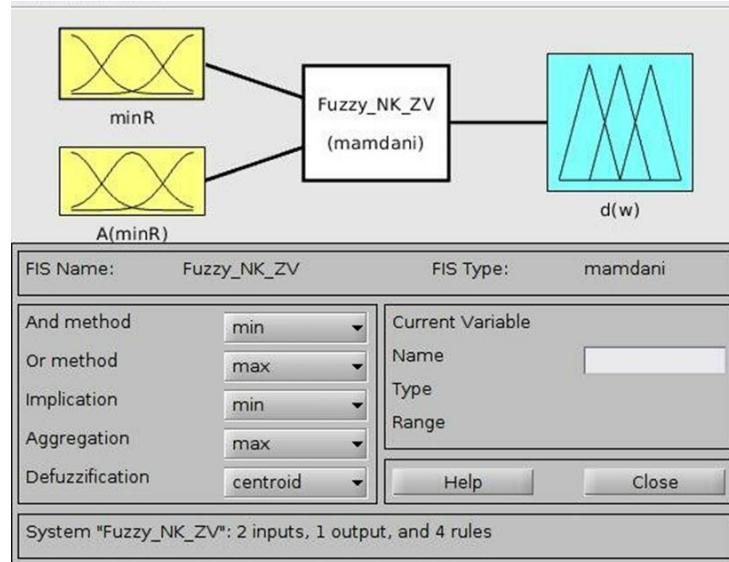 minR
Fuzzy_NK_ZV
(mamdani)
A(minR)
d(w)
FIS Name: Fuzzy_NK_ZV FIS Type: mamdani
And method min
Or method max
Implication min
Aggregation max
Defuzzification centroid
Current Variable
Name
Type
Range
Help Close
System "Fuzzy_NK_ZV": 2 inputs, 1 output, and 4 rules